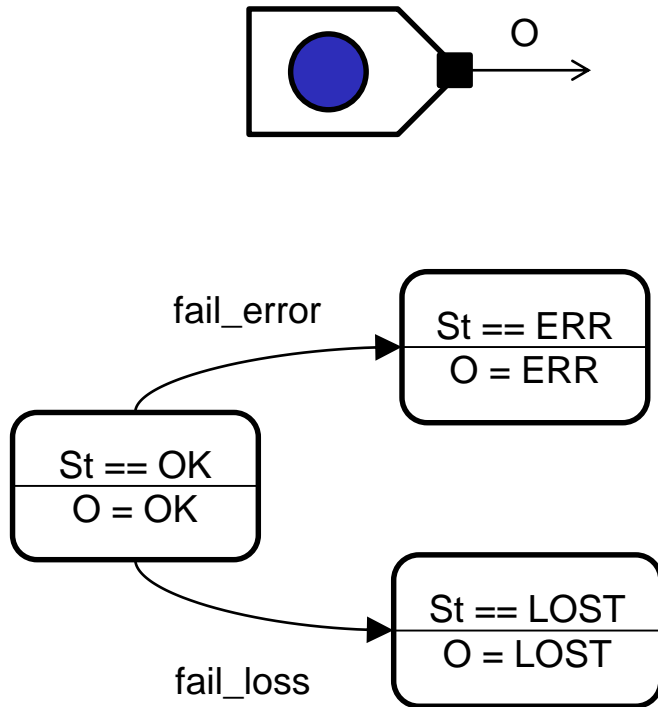 O
fail_error
St == ERR
O = ERR
St == OK
O = OK
St == LOST
O = LOST
fail_loss